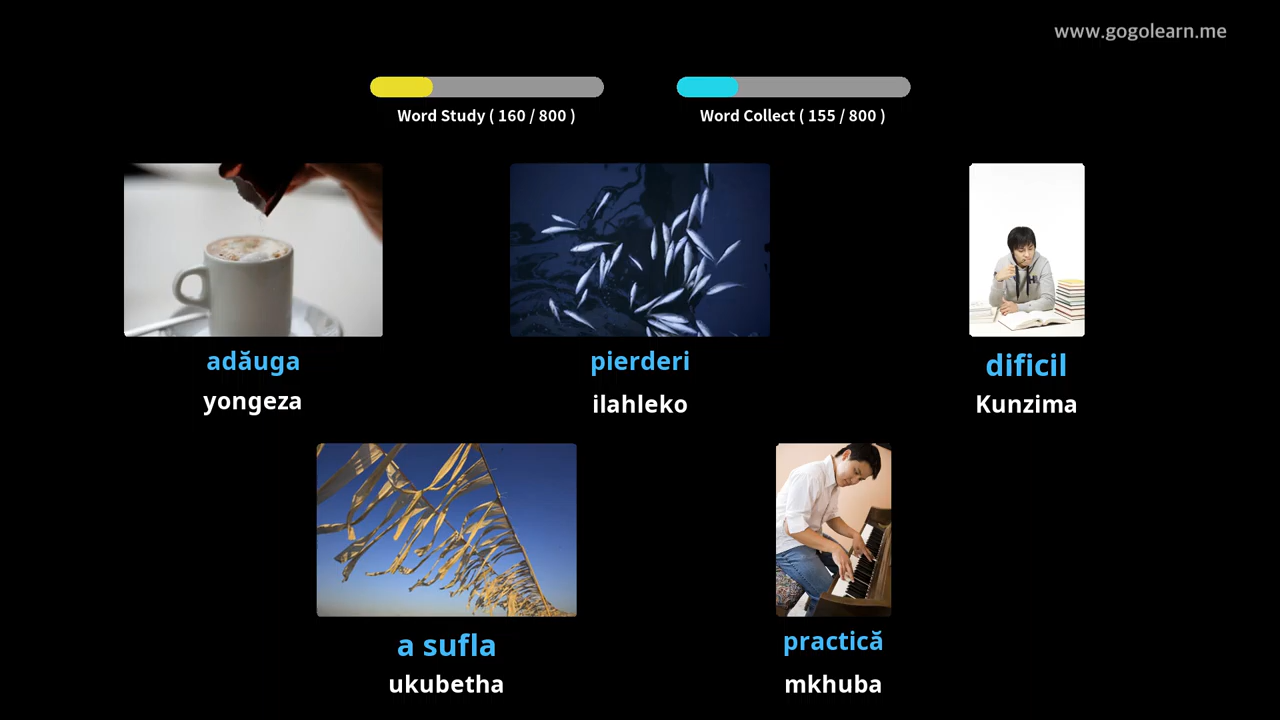 www.gogolearn.me
Word Study ( 160 / 800 )
Word Collect ( 155 / 800 )
adăuga
yongeza
pierderi
ilahleko
dificil
Kunzima
a sufla
ukubetha
practică
mkhuba